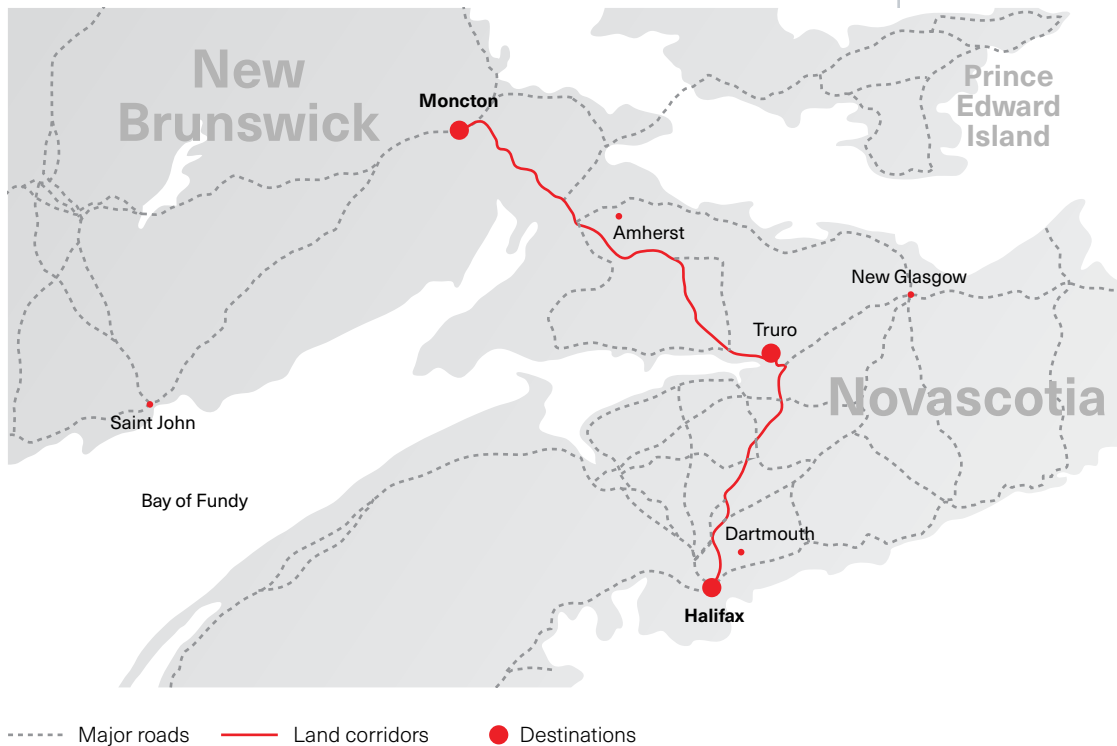 New
Brunswick
Prince
Edward
Island
Moncton
Amherst
New Glasgow
Truro
Novascotia
Saint John
Bay of Fundy
Dartmouth
Halifax
Major roads
Land corridors
Destinations